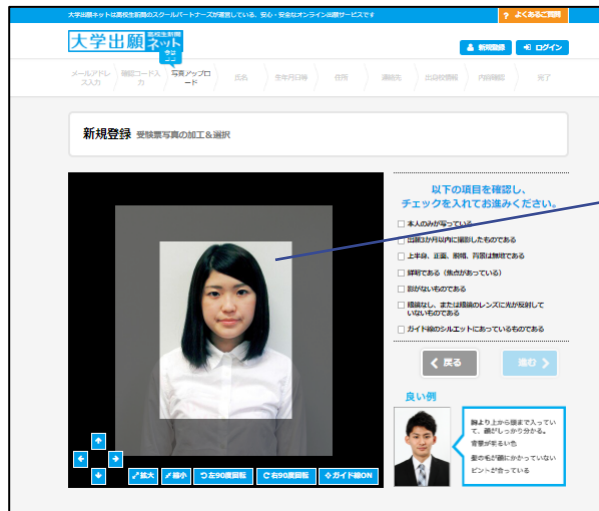 大学出願ネットは高校生新聞のスクールパートナーズが運営している、安心・安全なオンライン出願サービスです
? よくあるご質問
大学出願ネット
高校生新聞
今は
ココ
新規登録
ログイン
メールアドレ
ス入力
確認コード入
力
写真アップロ
ード
氏名
生年月日等
住所
連絡先
出身校情報
内容確認
完了
新規登録 受験票写真の加工&選択
以下の項目を確認し、
チェックを入れてお進みください。
本人のみが写っている
出願3か月以内に撮影したものである
上半身、正面、脱帽、背景は無地である
鮮明である(焦点があっている)
影がないものである
眼鏡なし、または眼鏡のレンズに光が反射して
いないものである
ガイド線のシルエットにあっているものである
戻る
進む
良い例
胸より上から頭まで入ってい
て、顔がしっかり分かる。
背景が明るい色
髪の毛が顔にかかっていない
ピントが合っている
拡大
縮小
左90度回転
右90度回転
ガイド線ON